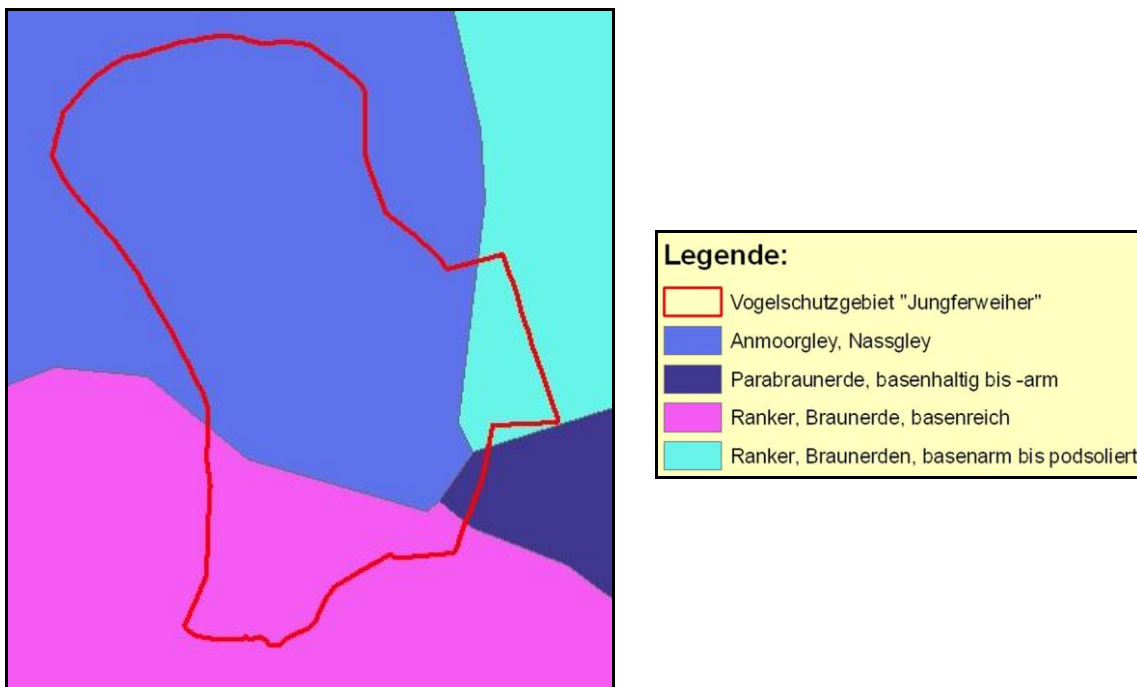 Legende:
Vogelschutzgebiet "Jungferweiher"
Anmoorgley, Nassgley
Parabraunerde, basenhaltig bis -arm
Ranker, Braunerde, basenreich
Ranker, Braunerden, basenarm bis podsoliert